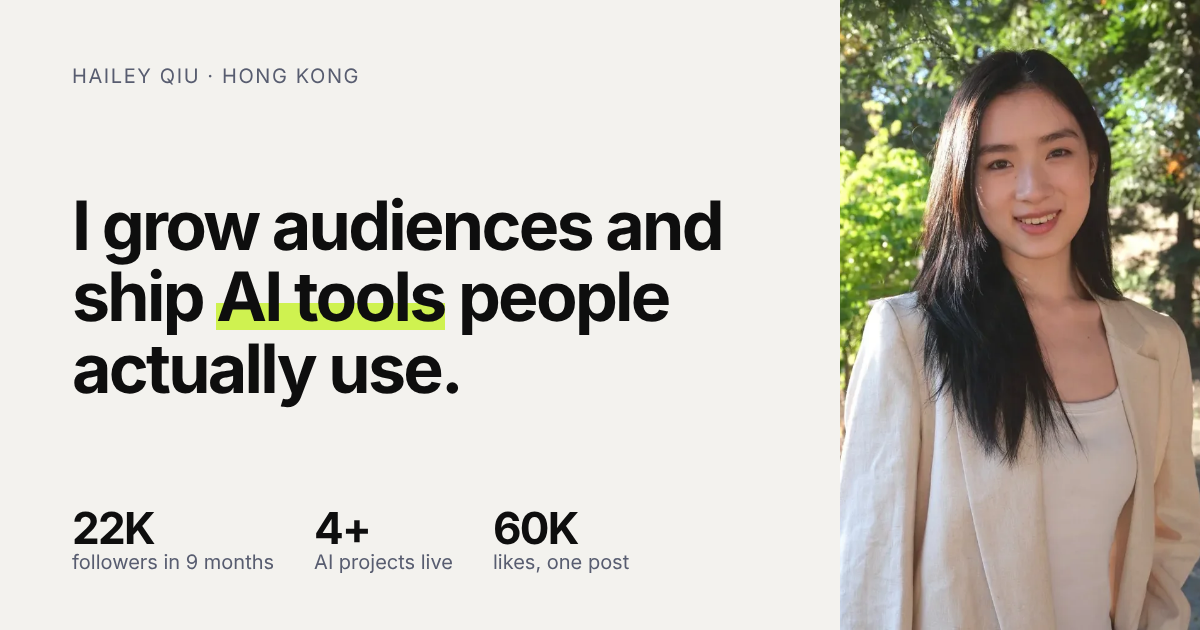 HAILEY QIU · HONG KONG
I grow audiences and
ship AI tools people
actually use.
22K
followers in 9 months
4+
AI projects live
60K
likes, one post